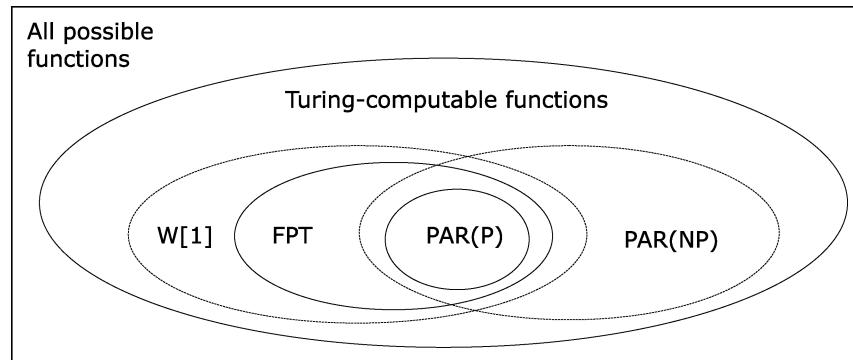 All possible
functions
Turing-computable functions
W[1]
FPT
PAR(P)
PAR(NP)